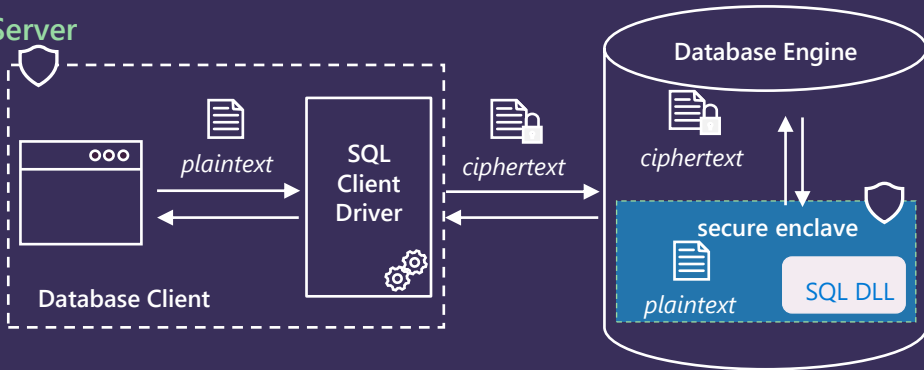 Server
Database Engine
plaintext
SQL
Client
Driver
ciphertext
ciphertext
secure enclave
plaintext
SQL DLL
Database Client